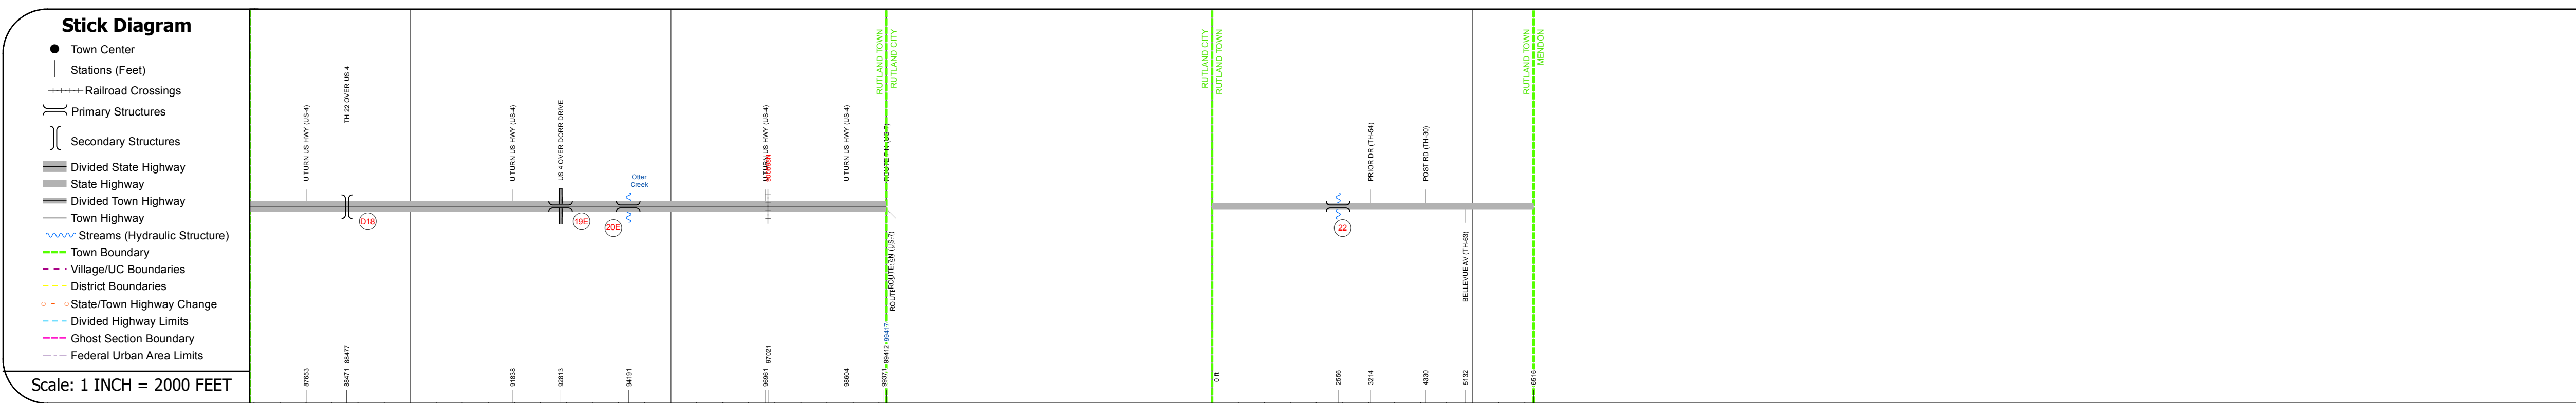 Stick Diagram
Town Center
Stations (Feet)
Railroad Crossings
Primary Structures
Secondary Structures
Divided State Highway
State Highway
Divided Town Highway
Town Highway
Streams (Hydraulic Structure)
Town Boundary
Village/UC Boundaries
District Boundaries
State/Town Highway Change
Divided Highway Limits
Ghost Section Boundary
Federal Urban Area Limits
Scale: 1 INCH = 2000 FEET
U TURN US HWY (US-4)
TH 22 OVER US 4
U TURN US HWY (US-4)
US 4 OVER DORR DRIVE
Otter
Creek
U TURN US HWY (US-4)
U TURN US HWY (US-4)
RUTLAND TOWN
RUTLAND CITY
RUTLAND CITY
RUTLAND TOWN
PRIOR DR (TH-54)
POST RD (TH-30)
RUTLAND TOWN
MENDON
D18
19E
20E
22
ROUTE 7 N (US-7)
BELLEVUE AV (TH-63)
87653
88471
88477
91838
92813
94191
96961
97021
98604
99371
99412
99417
0 ft
2556
3214
4330
5132
6516